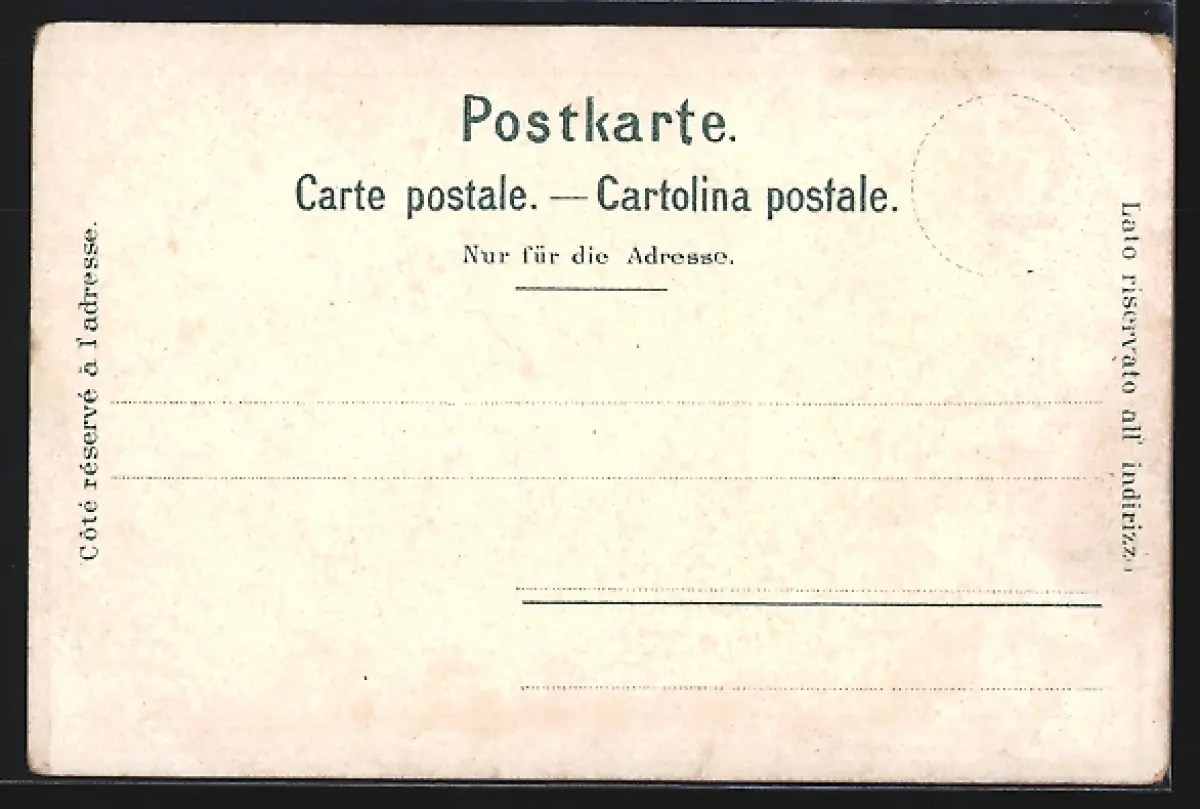 Postkarte.
Carte postale. — Cartolina postale.
Nur für die Adresse.
Côté réservé à l'adresse.
Lato riservato all' indirizzo